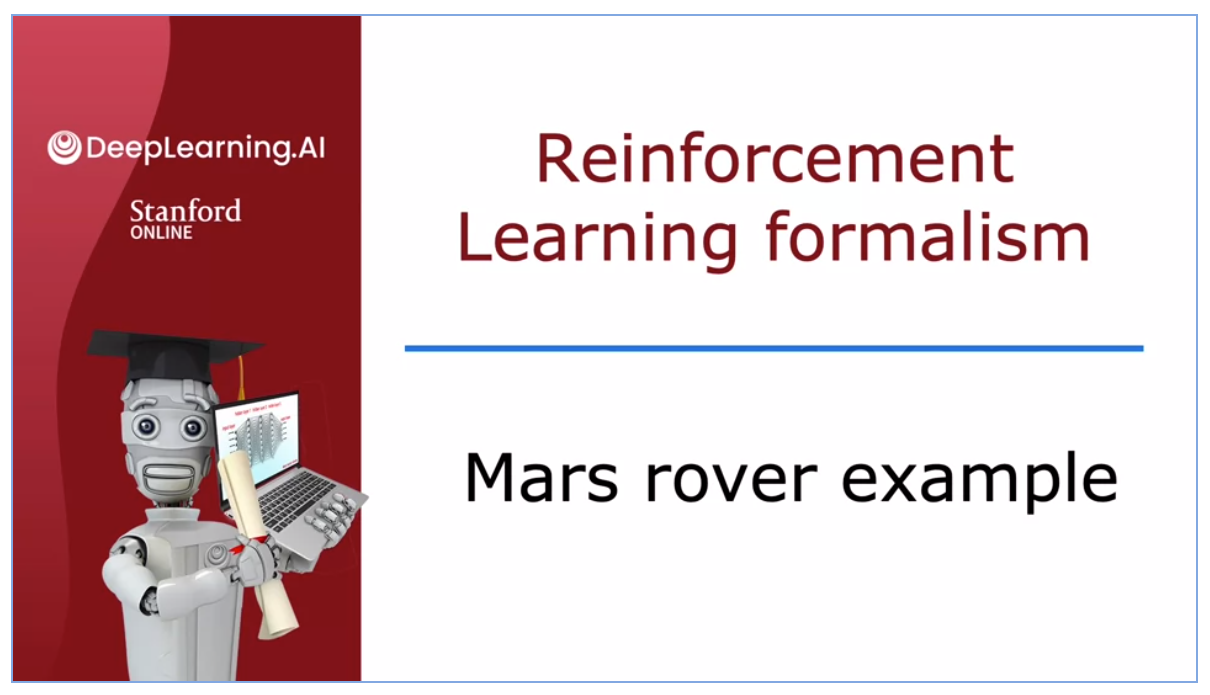 DeepLearning.AI
Stanford
ONLINE
Reinforcement
Learning formalism
Mars rover example